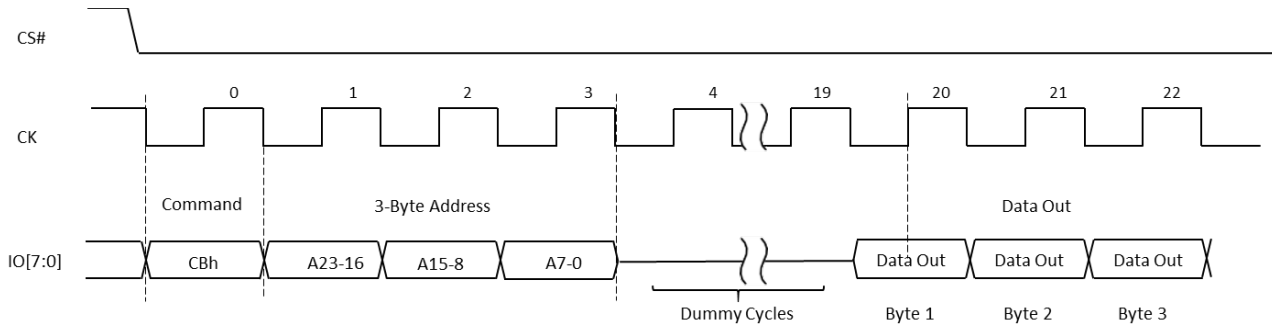 CS#
0 1 2 3 4 19 20 21 22
CK
Command 3-Byte Address Data Out
IO[7:0] CBh A23-16 A15-8 A7-0 Data Out Data Out Data Out
Dummy Cycles Byte 1 Byte 2 Byte 3